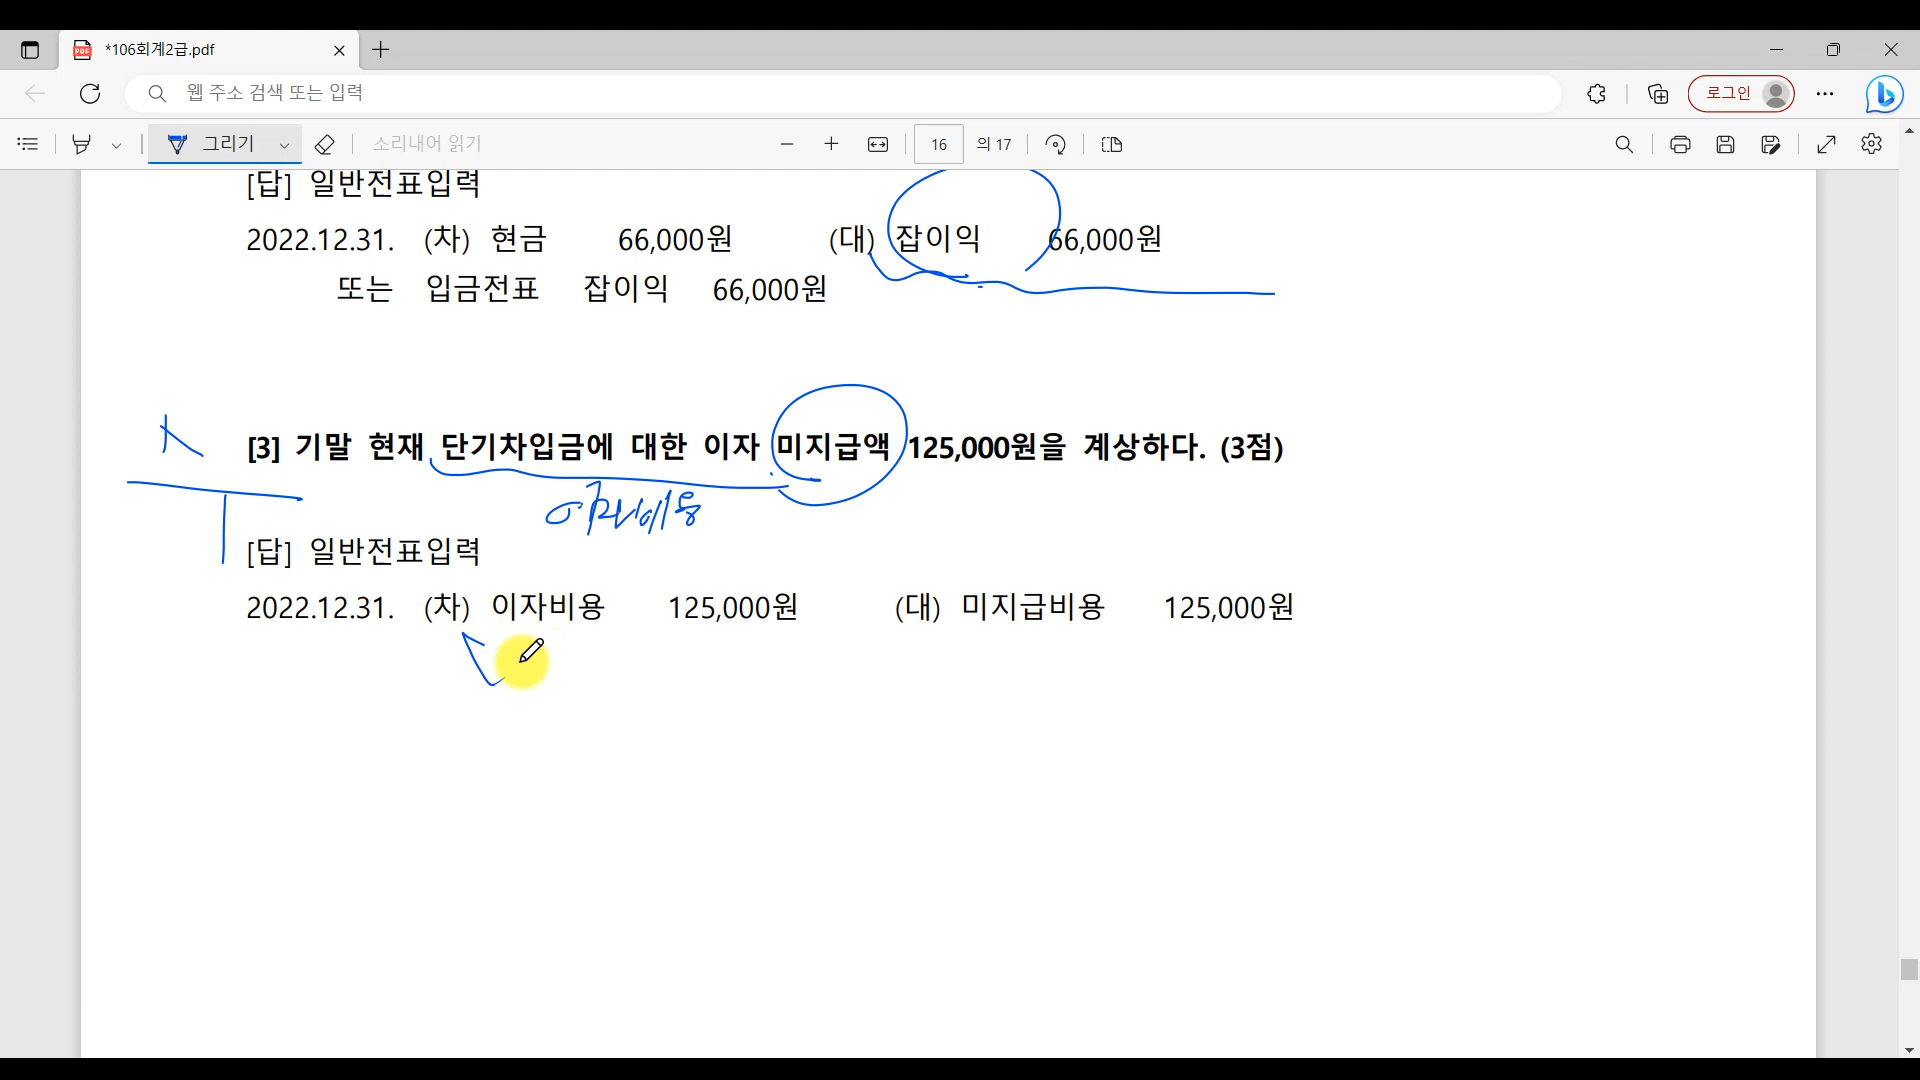 *106회계2급.pdf
웹 주소 검색 또는 입력
로그인
그리기
소리내어 읽기
16 의 17
[답] 일반전표입력
2022.12.31. (차) 현금 66,000원 (대) 잡이익 66,000원
또는 입금전표 잡이익 66,000원
[3] 기말 현재 단기차입금에 대한 이자 미지급액 125,000원을 계상하다. (3점)
이자비용
[답] 일반전표입력
2022.12.31. (차) 이자비용 125,000원 (대) 미지급비용 125,000원